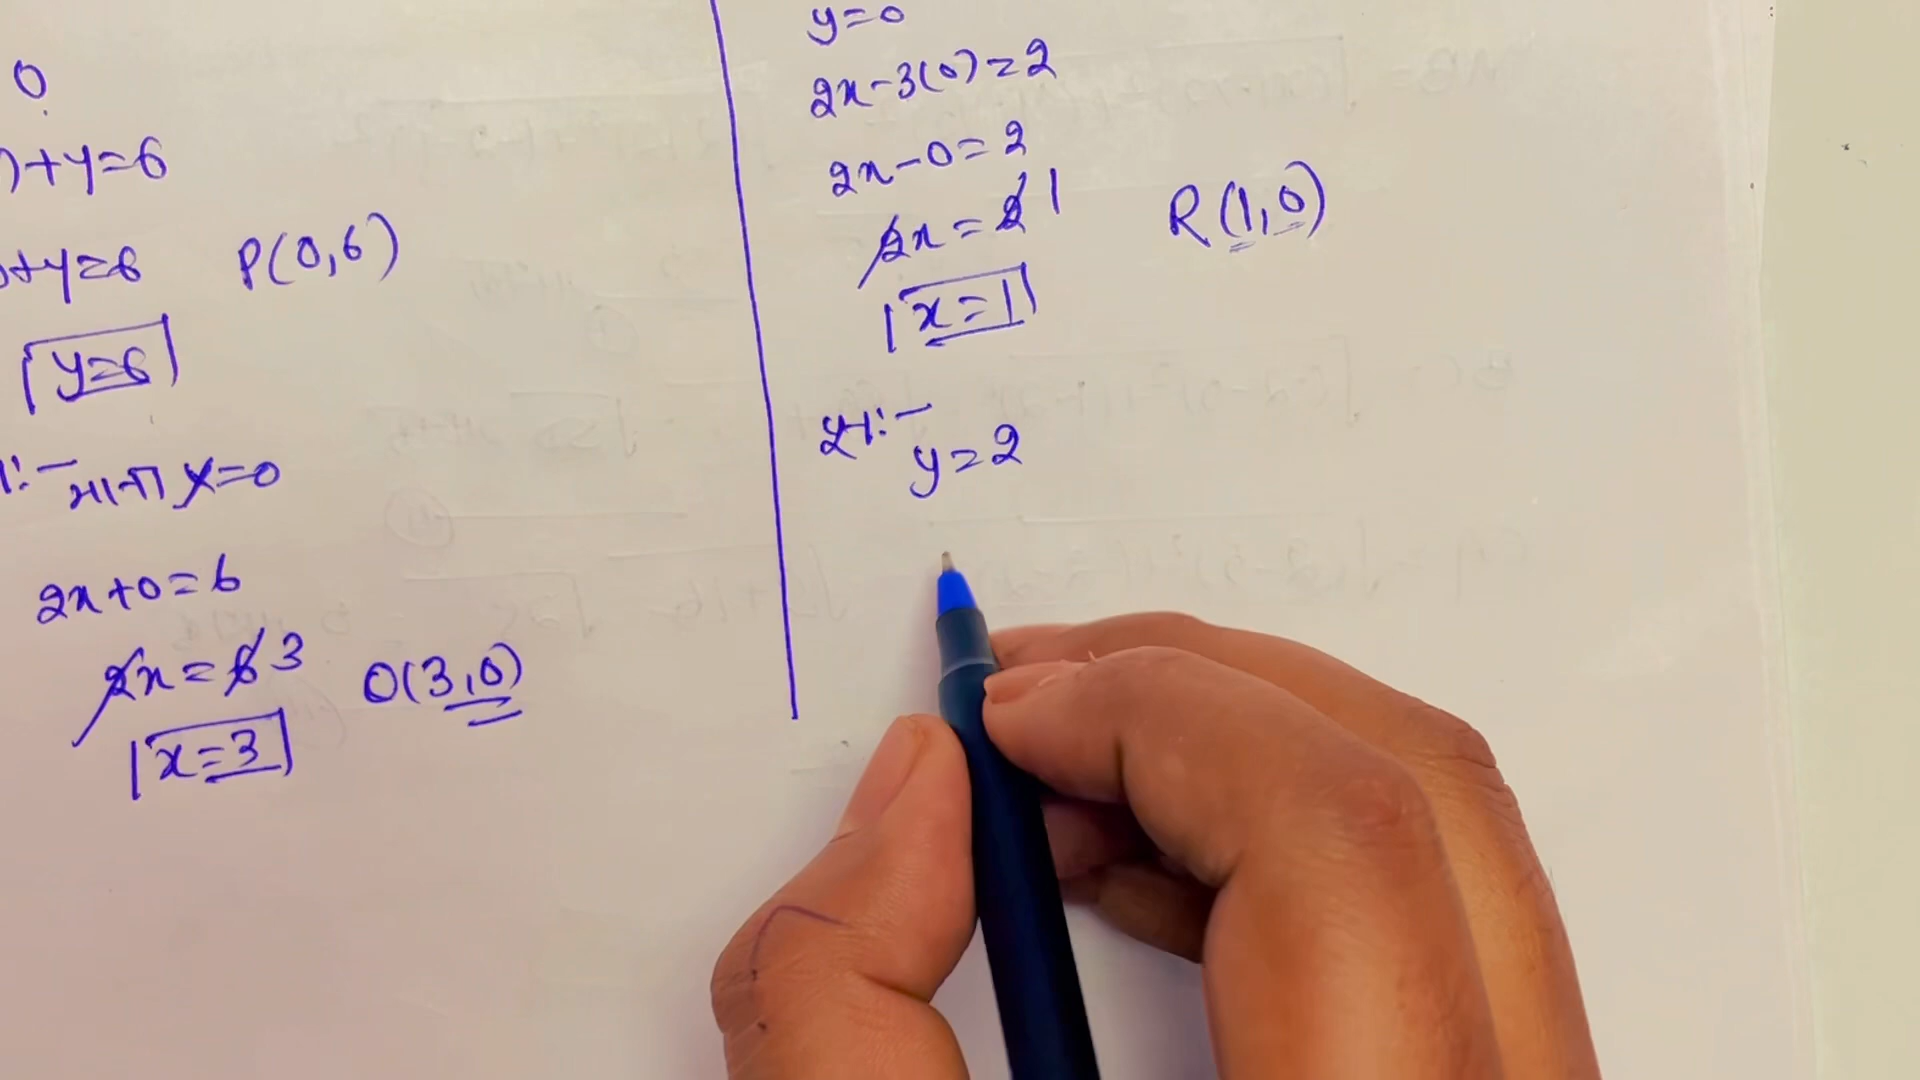 0
)+y=6
+y=6 P(0,6)
y=6
माना x=0
2x+0=6
2x=6 3 O(3,0)
x=3
y=0
2x-3(0)=2
2x-0=2
2x=2 1 R(1,0)
x=1
y=2